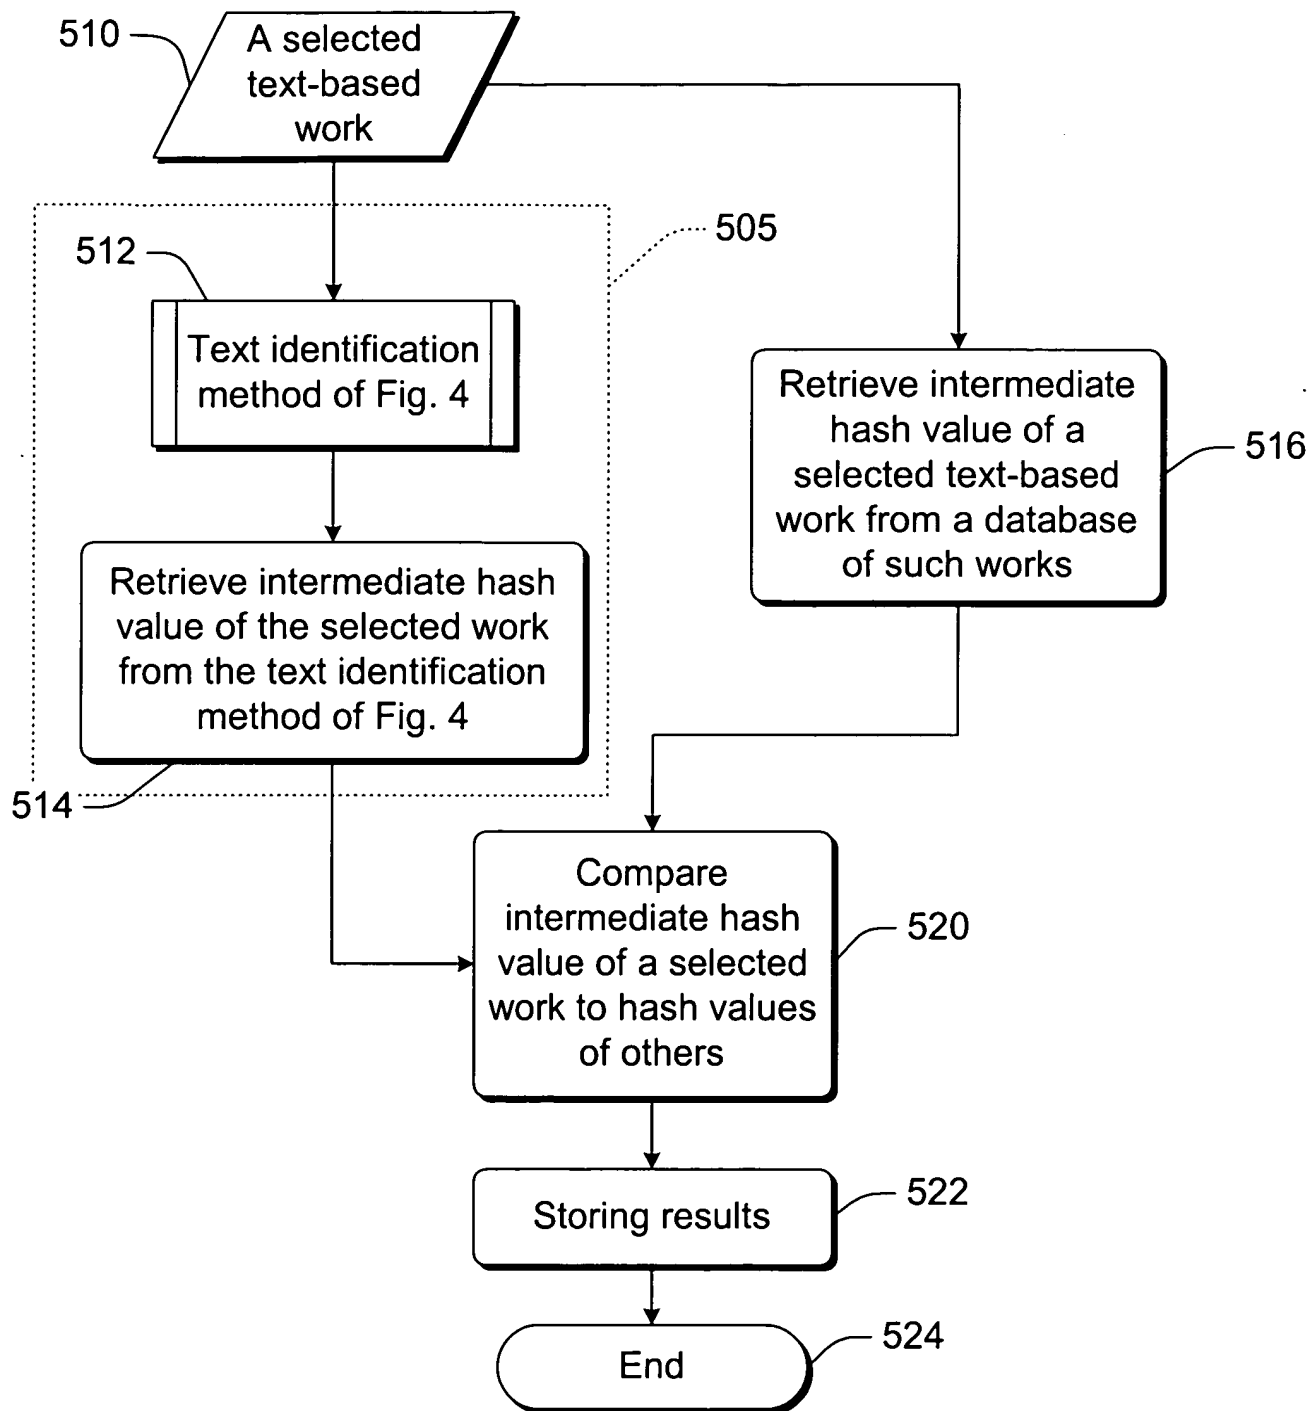 510
A selected
text-based
work
505
512
Text identification
method of Fig. 4
Retrieve intermediate
hash value of a
selected text-based
work from a database
of such works
516
Retrieve intermediate hash
value of the selected work
from the text identification
method of Fig. 4
514
Compare
intermediate hash
value of a selected
work to hash values
of others
520
Storing results
522
End
524